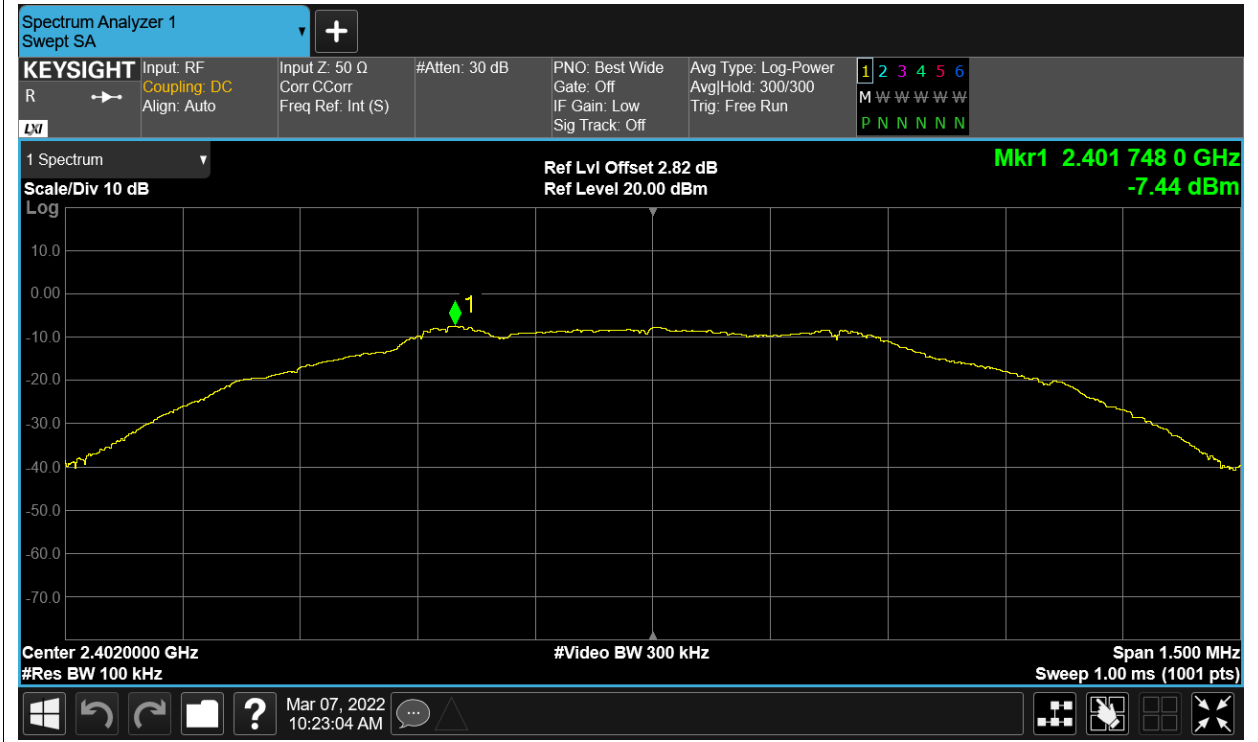 Spectrum Analyzer 1
Swept SA
+
KEYSIGHT
R
LXI
Input: RF
Coupling: DC
Align: Auto
Input Z: 50 Ω
Corr CCorr
Freq Ref: Int (S)
#Atten: 30 dB
PNO: Best Wide
Gate: Off
IF Gain: Low
Sig Track: Off
Avg Type: Log-Power
Avg|Hold: 300/300
Trig: Free Run
1 2 3 4 5 6
M W W W W W
P N N N N N
1 Spectrum
Scale/Div 10 dB
Log
Ref Lvl Offset 2.82 dB
Ref Level 20.00 dBm
Mkr1 2.401 748 0 GHz
-7.44 dBm
10.0
0.00
1
-10.0
-20.0
-30.0
-40.0
-50.0
-60.0
-70.0
Center 2.4020000 GHz
#Video BW 300 kHz
Span 1.500 MHz
#Res BW 100 kHz
Sweep 1.00 ms (1001 pts)
?
Mar 07, 2022
10:23:04 AM